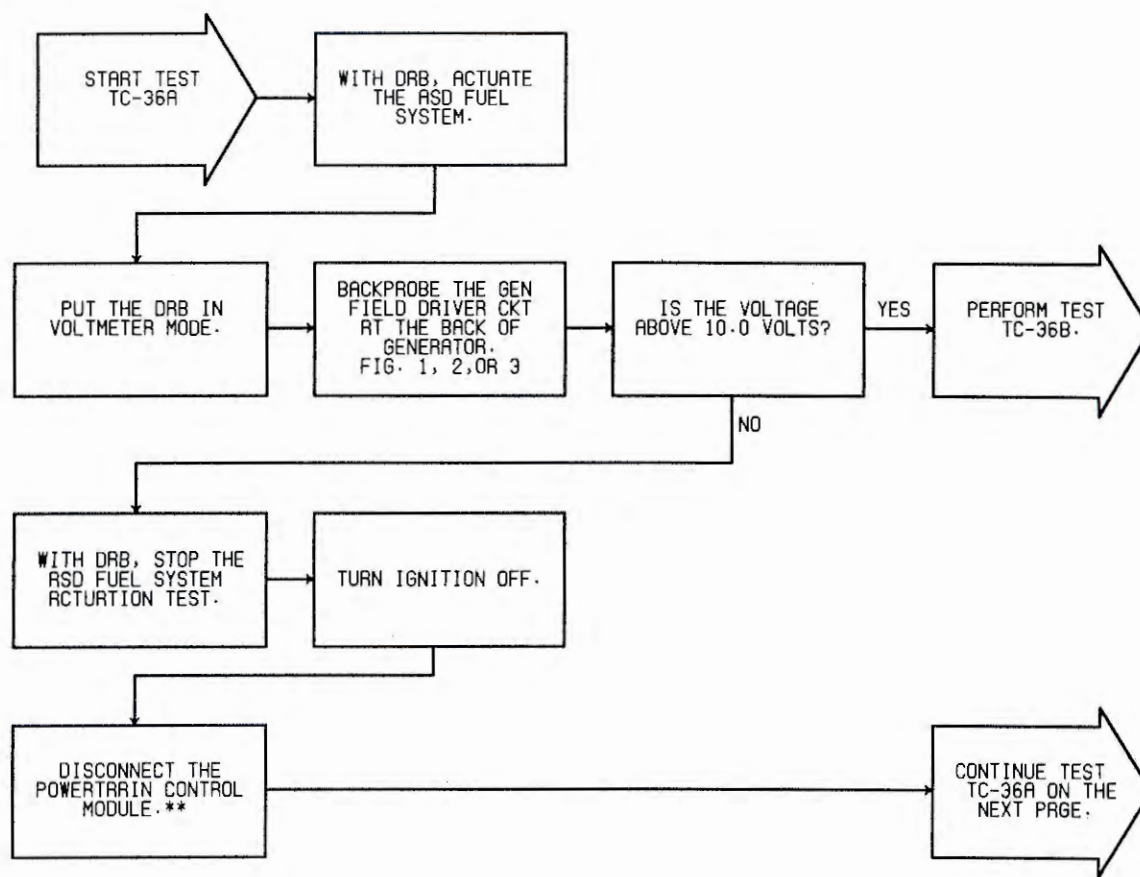 START TEST
TC-36A
WITH DRB, ACTUATE
THE ASD FUEL
SYSTEM.
PUT THE DRB IN
VOLTMETER MODE.
BACKPROBE THE GEN
FIELD DRIVER CKT
AT THE BACK OF
GENERATOR.
FIG. 1, 2,OR 3
IS THE VOLTAGE
ABOVE 10.0 VOLTS?
YES
PERFORM TEST
TC-36B.
NO
WITH DRB, STOP THE
ASD FUEL SYSTEM
ACTUATION TEST.
TURN IGNITION OFF.
DISCONNECT THE
POWERTRAIN CONTROL
MODULE.**
CONTINUE TEST
TC-36A ON THE
NEXT PAGE.